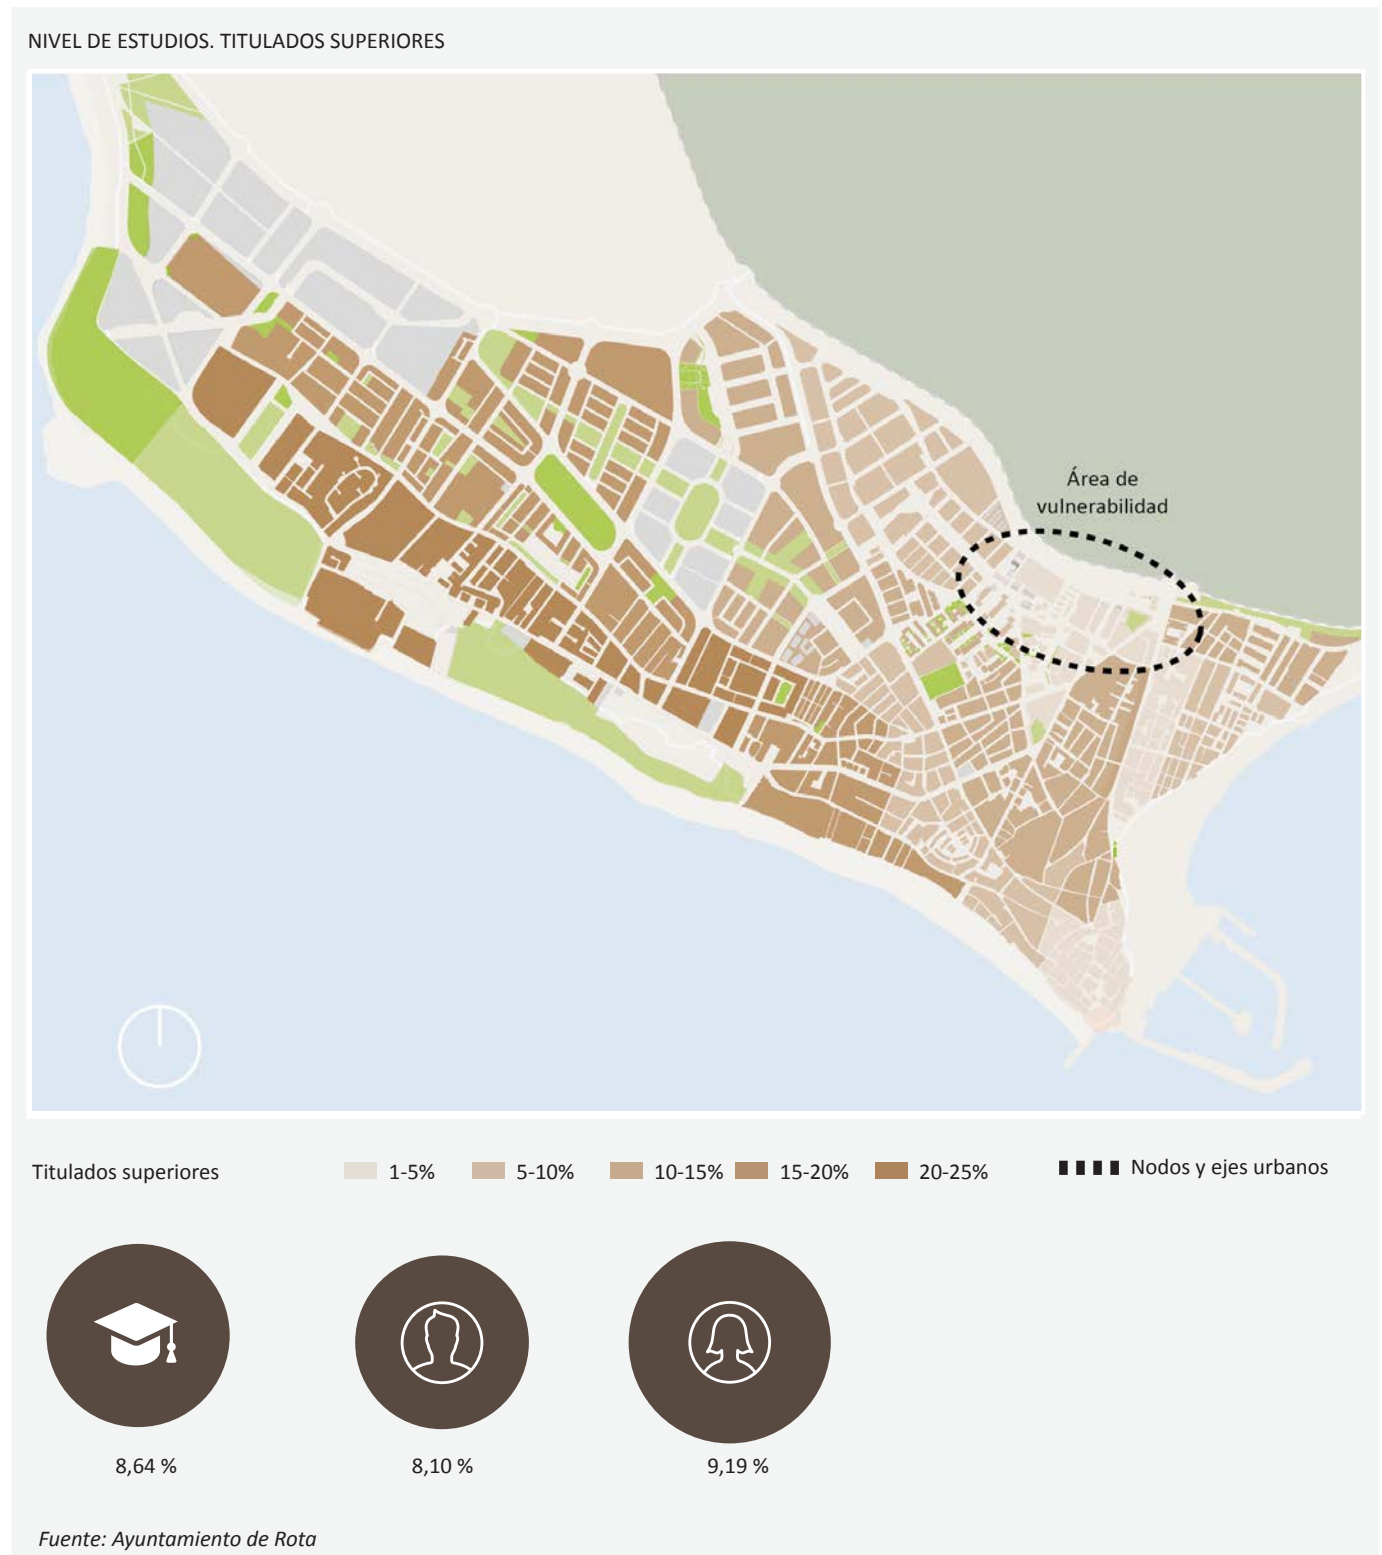 NIVEL DE ESTUDIOS. TITULADOS SUPERIORES
Área de
vulnerabilidad
Titulados superiores
1-5%
5-10%
10-15%
15-20%
20-25%
Nodos y ejes urbanos
8,64 %
8,10 %
9,19 %
Fuente: Ayuntamiento de Rota